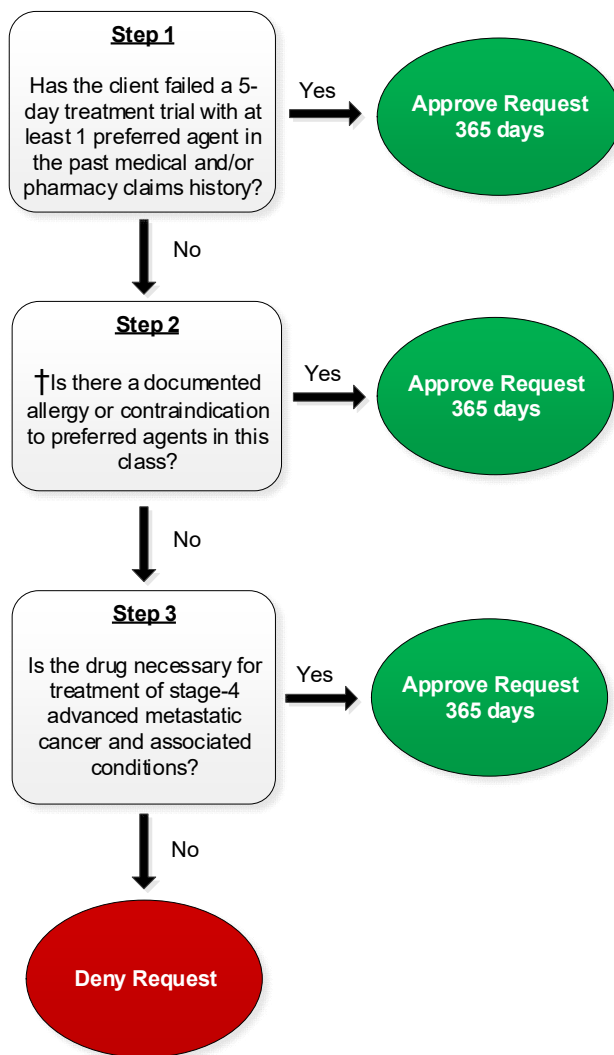 Step 1
Has the client failed a 5-
day treatment trial with at
least 1 preferred agent in
the past medical and/or
pharmacy claims history?
Yes
Approve Request
365 days
No
Step 2
†Is there a documented
allergy or contraindication
to preferred agents in this
class?
Yes
Approve Request
365 days
No
Step 3
Is the drug necessary for
treatment of stage-4
advanced metastatic
cancer and associated
conditions?
Yes
Approve Request
365 days
No
Deny Request